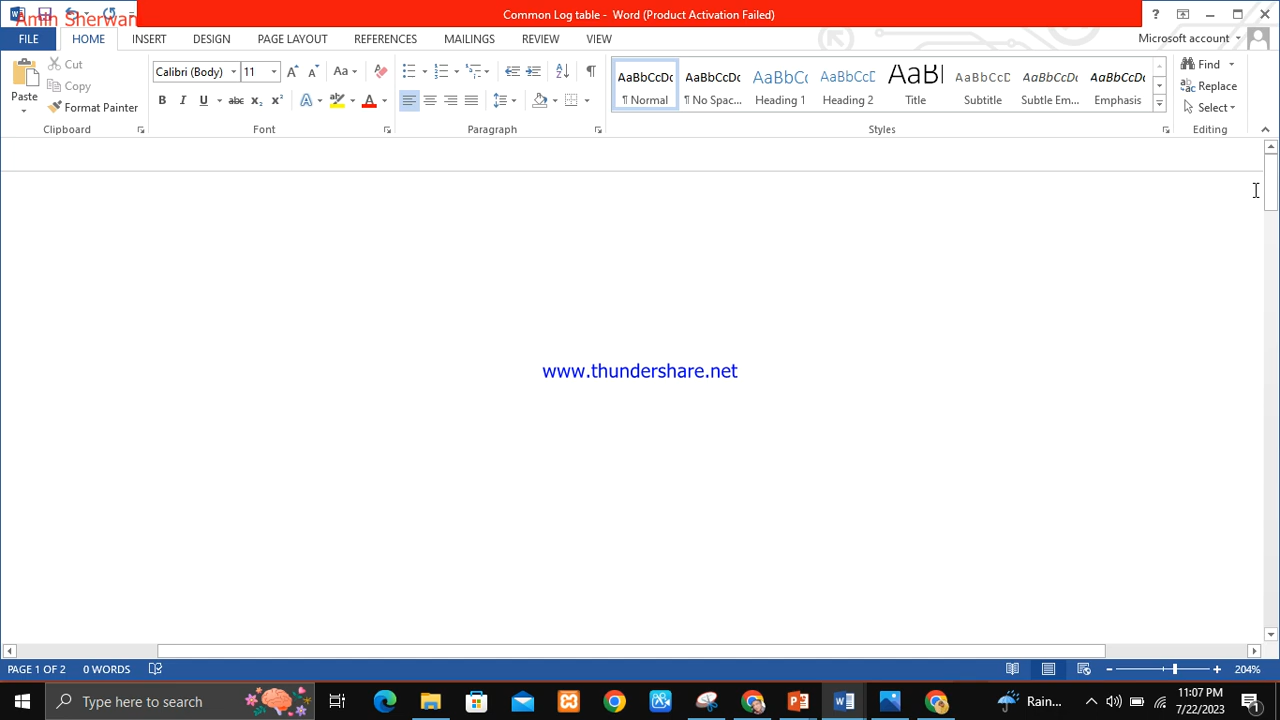 Amin Sherwan
Common Log table - Word (Product Activation Failed)
?
FILE HOME INSERT DESIGN PAGE LAYOUT REFERENCES MAILINGS REVIEW VIEW Microsoft account
Paste
Cut
Copy
Format Painter
Clipboard
Calibri (Body) 11
Font
Paragraph
AaBbCcDc AaBbCcDc AaBbCc AaBbCcD AaBl AaBbCcD AaBbCcDc AaBbCcDc
¶ Normal ¶ No Spac... Heading Heading 2 Title Subtitle Subtle Em... Emphasis
Styles
Find
Replace
Select
Editing
www.thundershare.net
PAGE 1 OF 2 0 WORDS 204%
Type here to search
Rain...
11:07 PM
7/22/2023
1